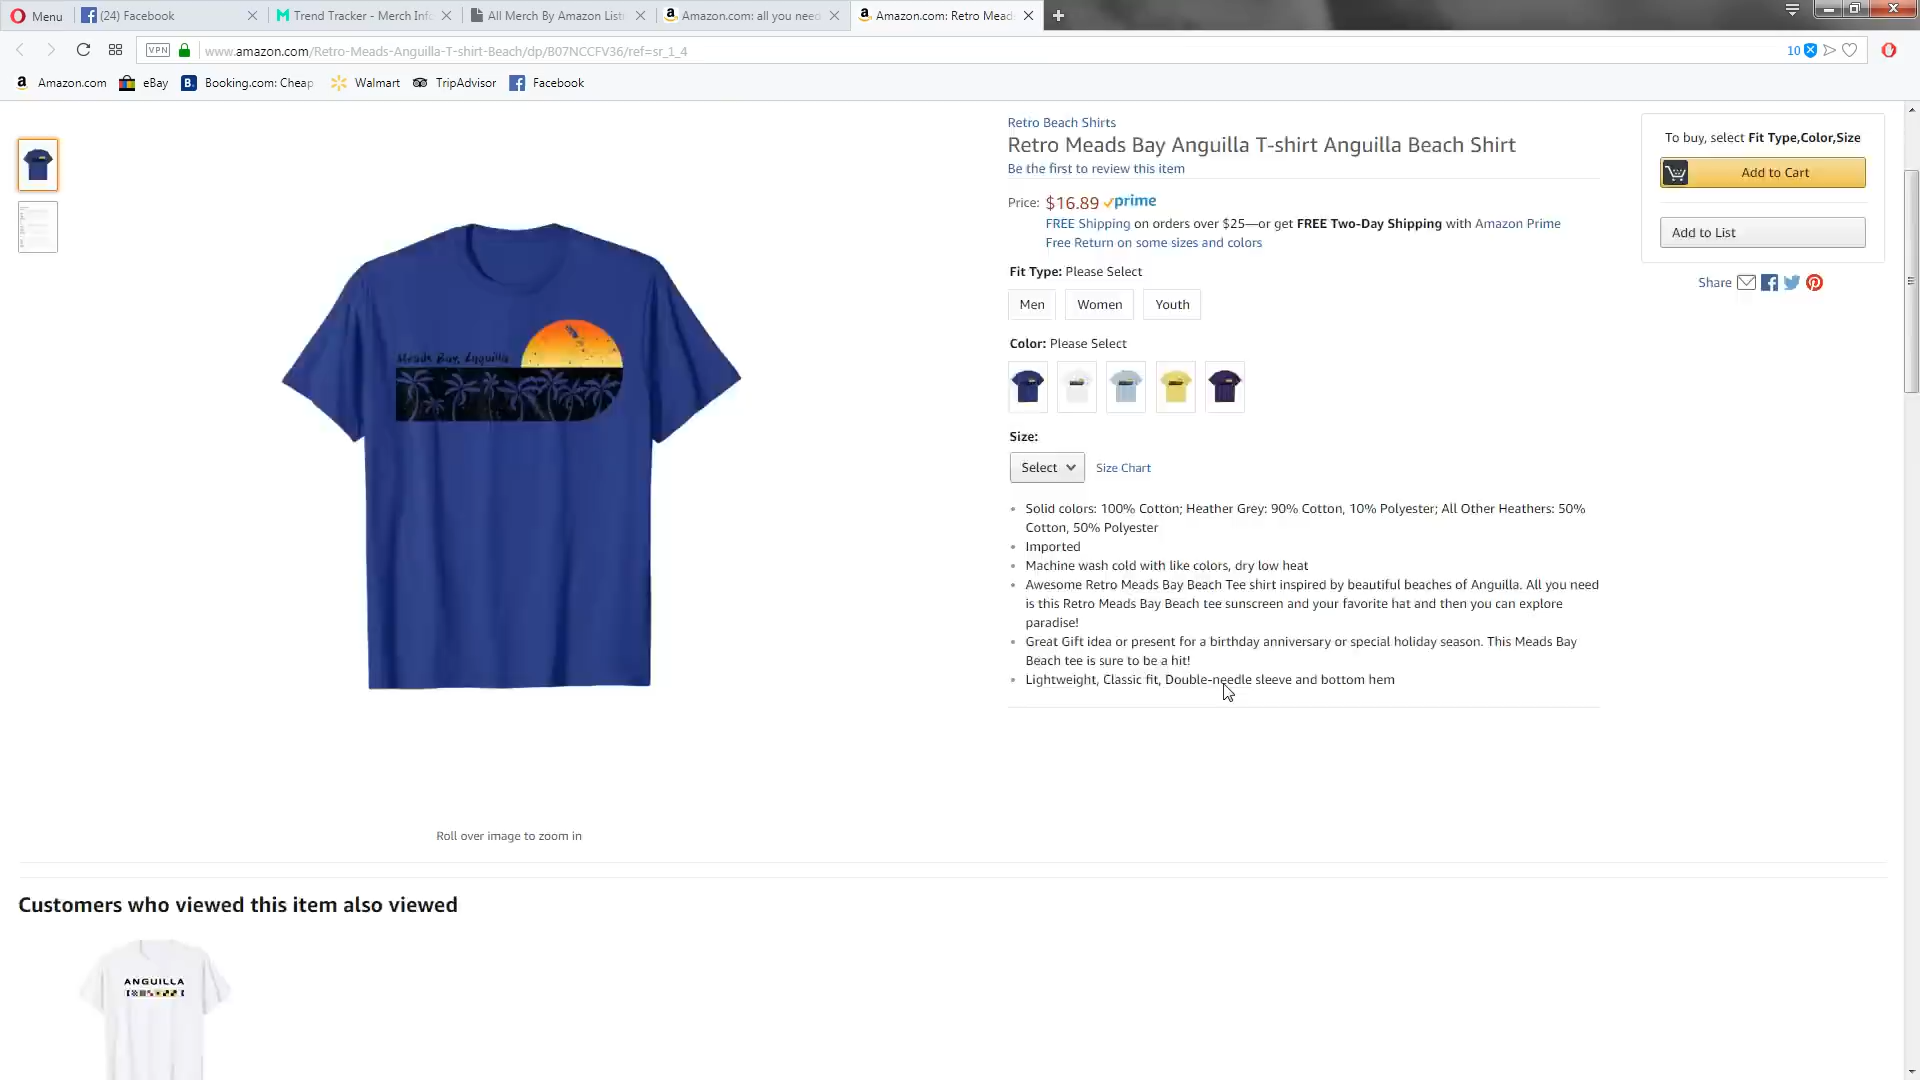 Menu
(24) Facebook
Trend Tracker - Merch Info
All Merch By Amazon Listi
Amazon.com: all you need
Amazon.com: Retro Mead
VPN
www.amazon.com/Retro-Meads-Anguilla-T-shirt-Beach/dp/B07NCCFV36/ref=sr_1_4
10
Amazon.com
eBay
Booking.com: Cheap
Walmart
TripAdvisor
Facebook
Retro Beach Shirts
Retro Meads Bay Anguilla T-shirt Anguilla Beach Shirt
Be the first to review this item
Price: $16.89 prime
FREE Shipping on orders over $25—or get FREE Two-Day Shipping with Amazon Prime
Free Return on some sizes and colors
Fit Type: Please Select
Men Women Youth
Color: Please Select
Size:
Select Size Chart
Solid colors: 100% Cotton; Heather Grey: 90% Cotton, 10% Polyester; All Other Heathers: 50%
Cotton, 50% Polyester
Imported
Machine wash cold with like colors, dry low heat
Awesome Retro Meads Bay Beach Tee shirt inspired by beautiful beaches of Anguilla. All you need
is this Retro Meads Bay Beach tee sunscreen and your favorite hat and then you can explore
paradise!
Great Gift idea or present for a birthday anniversary or special holiday season. This Meads Bay
Beach tee is sure to be a hit!
Lightweight, Classic fit, Double-needle sleeve and bottom hem
To buy, select Fit Type,Color,Size
Add to Cart
Add to List
Share
Meads Bay, Anguilla
Roll over image to zoom in
Customers who viewed this item also viewed
ANGUILLA